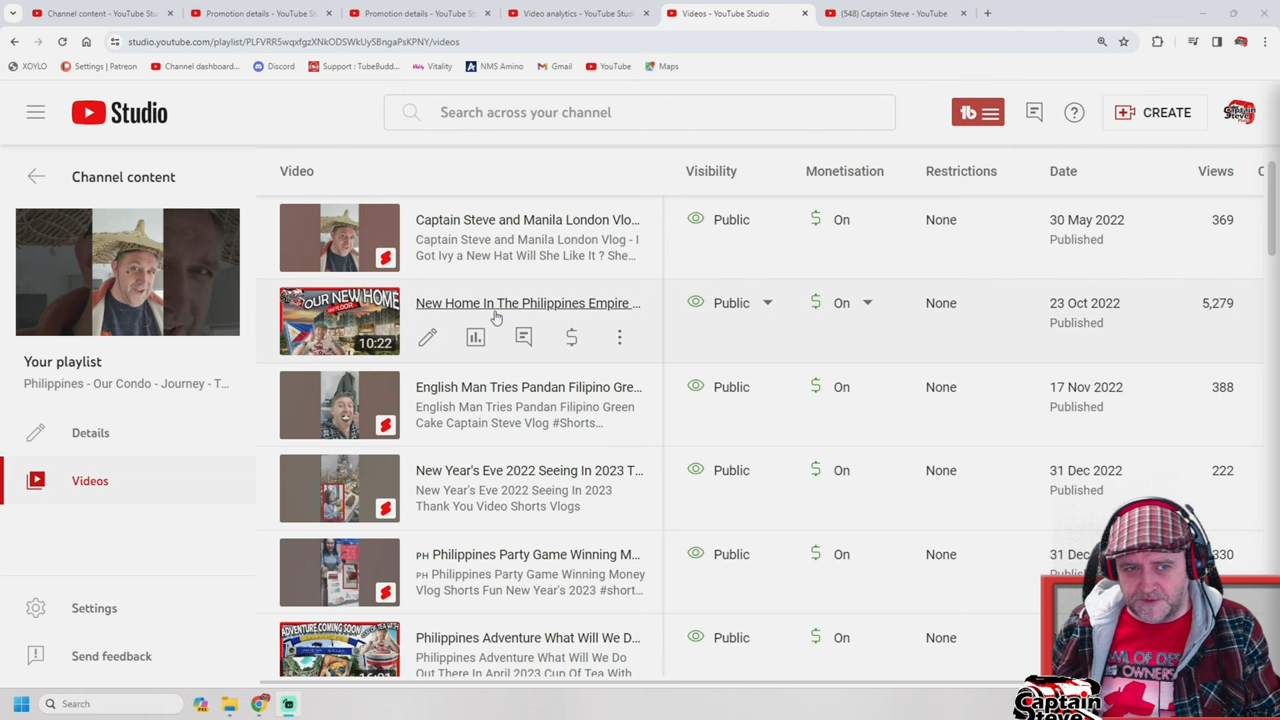 Channel content - YouTube Stu
Promotion details - YouTube S
Promotion details - YouTube S
Video analytics - YouTube Stud
Videos - YouTube Studio
(548) Captain Steve - YouTube
studio.youtube.com/playlist/PLFVRR5wqxfgzXNkODSWkUySBngaPsKPNY/videos
XOYLO
Settings | Patreon
Channel dashboard...
Discord
Support : TubeBudd...
Vitality
NMS Amino
Gmail
YouTube
Maps
Studio
Search across your channel
CREATE
Channel content
Video
Visibility
Monetisation
Restrictions
Date
Views
Captain Steve and Manila London Vlo...
Captain Steve and Manila London Vlog - I
Got Ivy a New Hat Will She Like It ? She...
Public
On
None
30 May 2022
Published
369
OUR NEW HOME
10:22
New Home In The Philippines Empire ...
Public
On
None
23 Oct 2022
Published
5,279
Your playlist
Philippines - Our Condo - Journey - T...
English Man Tries Pandan Filipino Gre...
English Man Tries Pandan Filipino Green
Cake Captain Steve Vlog #Shorts...
Public
On
None
17 Nov 2022
Published
388
Details
Videos
New Year's Eve 2022 Seeing In 2023 T...
New Year's Eve 2022 Seeing In 2023
Thank You Video Shorts Vlogs
Public
On
None
31 Dec 2022
Published
222
PH Philippines Party Game Winning M...
PH Philippines Party Game Winning Money
Vlog Shorts Fun New Year's 2023 #short...
Public
On
None
31 Dec
330
Settings
Send feedback
ADVENTURE COMING SOON
Philippines Adventure What Will We D...
Philippines Adventure What Will We Do
Out There In April 2023 Cup Of Tea With
Public
On
None
OWNERS
Search
Captain
Steve